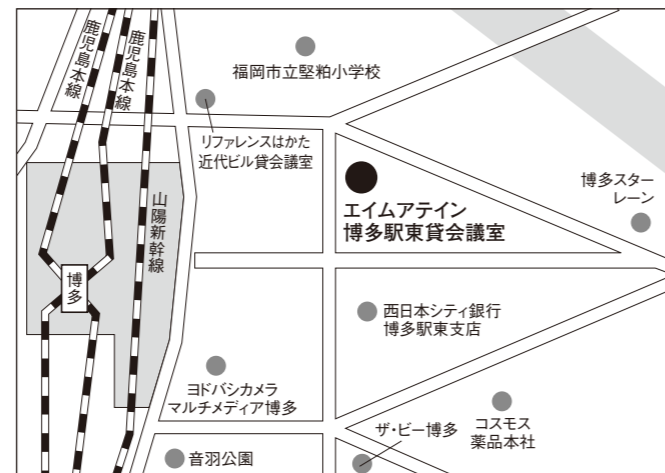 鹿児島本線
鹿児島本線
福岡市立堅粕小学校
リファレンスはかた
近代ビル貸会議室
山陽新幹線
博多
エイムアテイン
博多駅東貸会議室
博多スター
レーン
西日本シティ銀行
博多駅東支店
ヨドバシカメラ
マルチメディア博多
ザ・ビー博多
コスモス
薬品本社
音羽公園